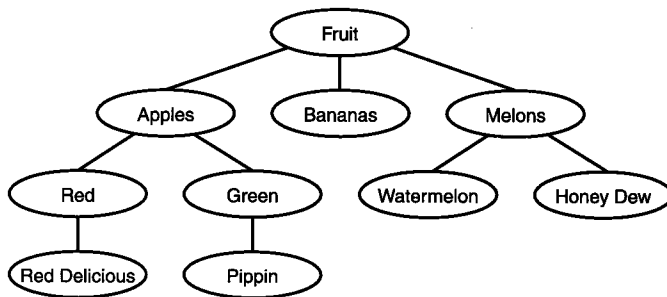 Fruit
Apples
Bananas
Melons
Red
Green
Watermelon
Honey Dew
Red Delicious
Pippin